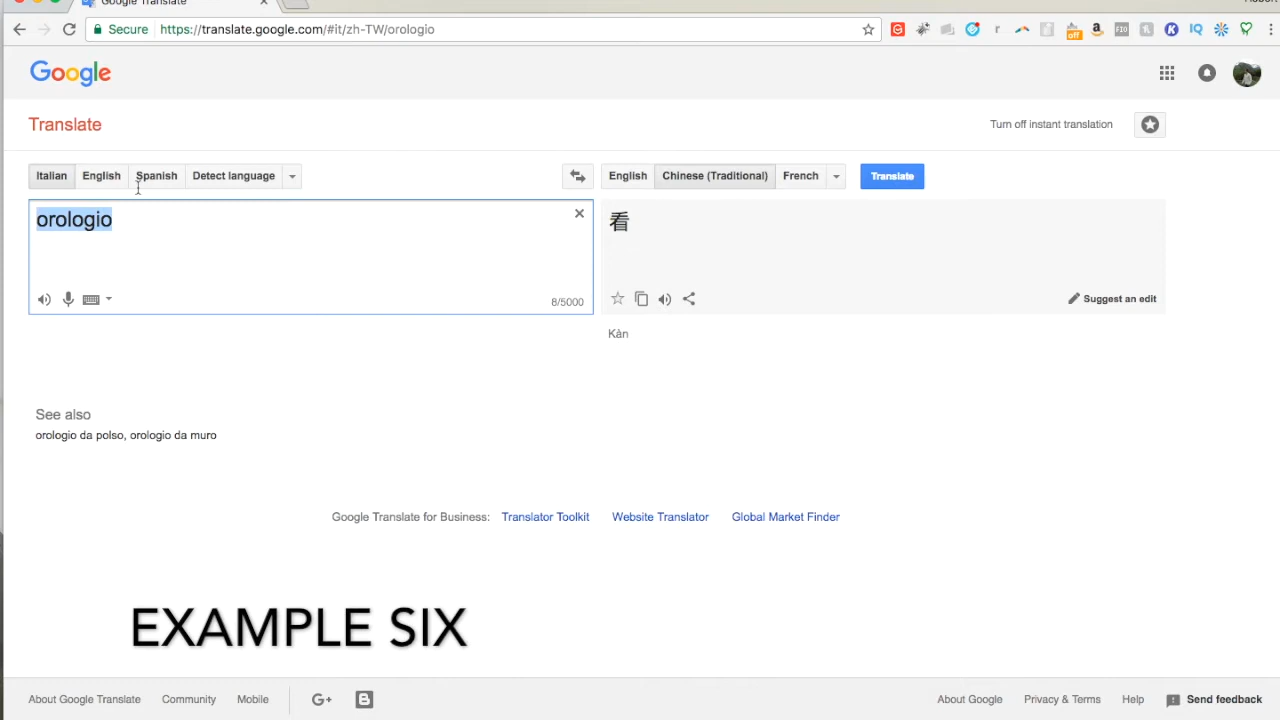 Google Translate
Secure https://translate.google.com/#it/zh-TW/orologio
Google
Translate
Turn off instant translation
Italian English Spanish Detect language
English Chinese (Traditional) French Translate
orologio
看
8/5000
Suggest an edit
Kàn
See also
orologio da polso, orologio da muro
Google Translate for Business: Translator Toolkit Website Translator Global Market Finder
EXAMPLE SIX
About Google Translate Community Mobile G+
About Google Privacy & Terms Help Send feedback